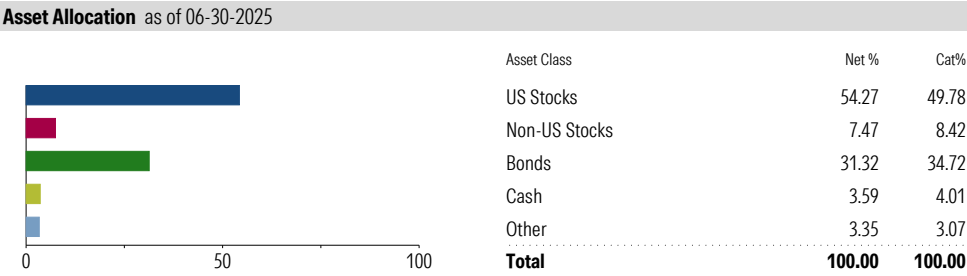 Asset Allocation as of 06-30-2025
Asset Class Net % Cat%
US Stocks 54.27 49.78
Non-US Stocks 7.47 8.42
Bonds 31.32 34.72
Cash 3.59 4.01
Other 3.35 3.07
0 50 100
Total 100.00 100.00